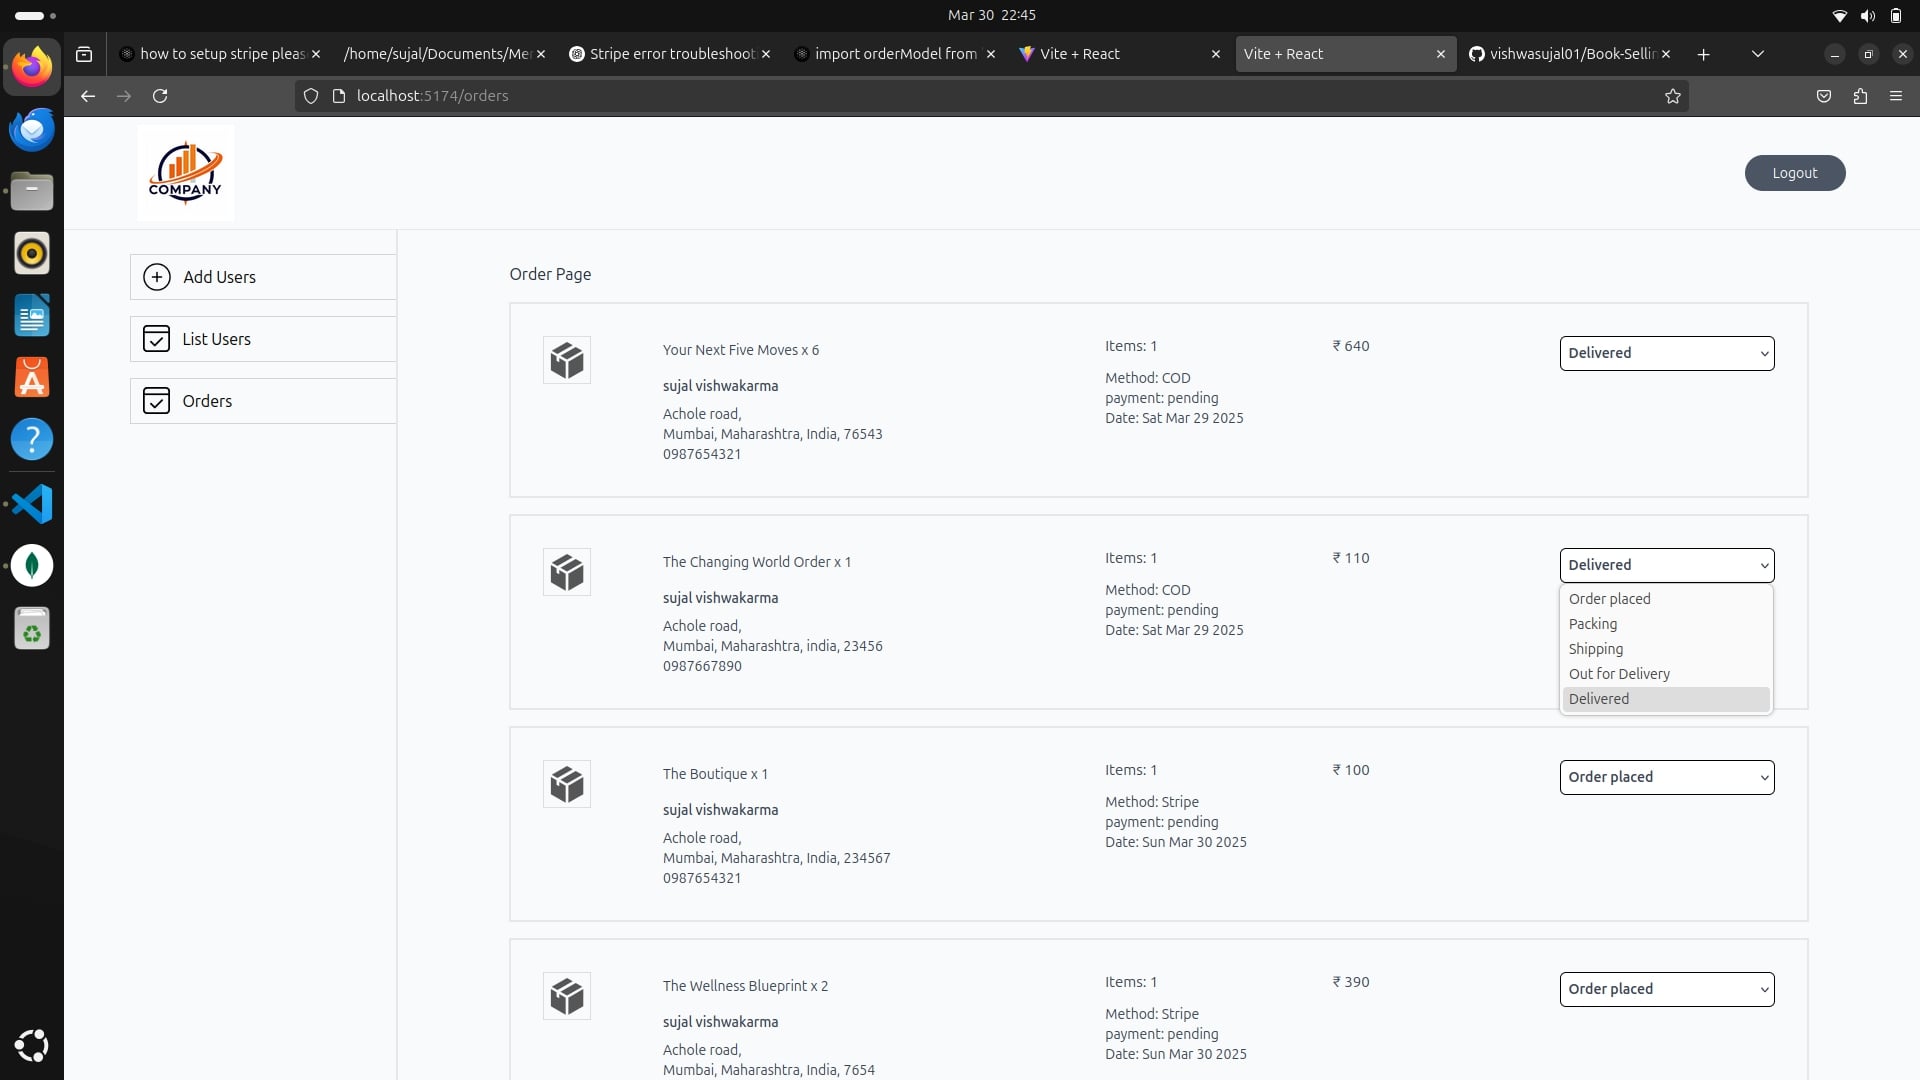 Mar 30 22:45
how to setup stripe pleas
/home/sujal/Documents/Mer
Stripe error troubleshoot
import orderModel from
Vite + React
Vite + React
vishwasujal01/Book-Sellin
localhost:5174/orders
COMPANY
Logout
Add Users
List Users
Orders
Order Page
Your Next Five Moves x 6
sujal vishwakarma
Achole road,
Mumbai, Maharashtra, India, 76543
0987654321
Items: 1
Method: COD
payment: pending
Date: Sat Mar 29 2025
₹ 640
Delivered
The Changing World Order x 1
sujal vishwakarma
Achole road,
Mumbai, Maharashtra, india, 23456
0987667890
Items: 1
Method: COD
payment: pending
Date: Sat Mar 29 2025
₹ 110
Delivered
Order placed
Packing
Shipping
Out for Delivery
Delivered
The Boutique x 1
sujal vishwakarma
Achole road,
Mumbai, Maharashtra, India, 234567
0987654321
Items: 1
Method: Stripe
payment: pending
Date: Sun Mar 30 2025
₹ 100
Order placed
The Wellness Blueprint x 2
sujal vishwakarma
Achole road,
Mumbai, Maharashtra, India, 7654
Items: 1
Method: Stripe
payment: pending
Date: Sun Mar 30 2025
₹ 390
Order placed